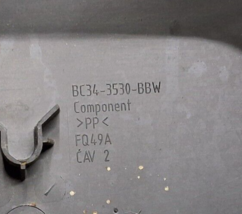 BC34-3530-BBW
Component
>PP<
FQ49A
CAV 2